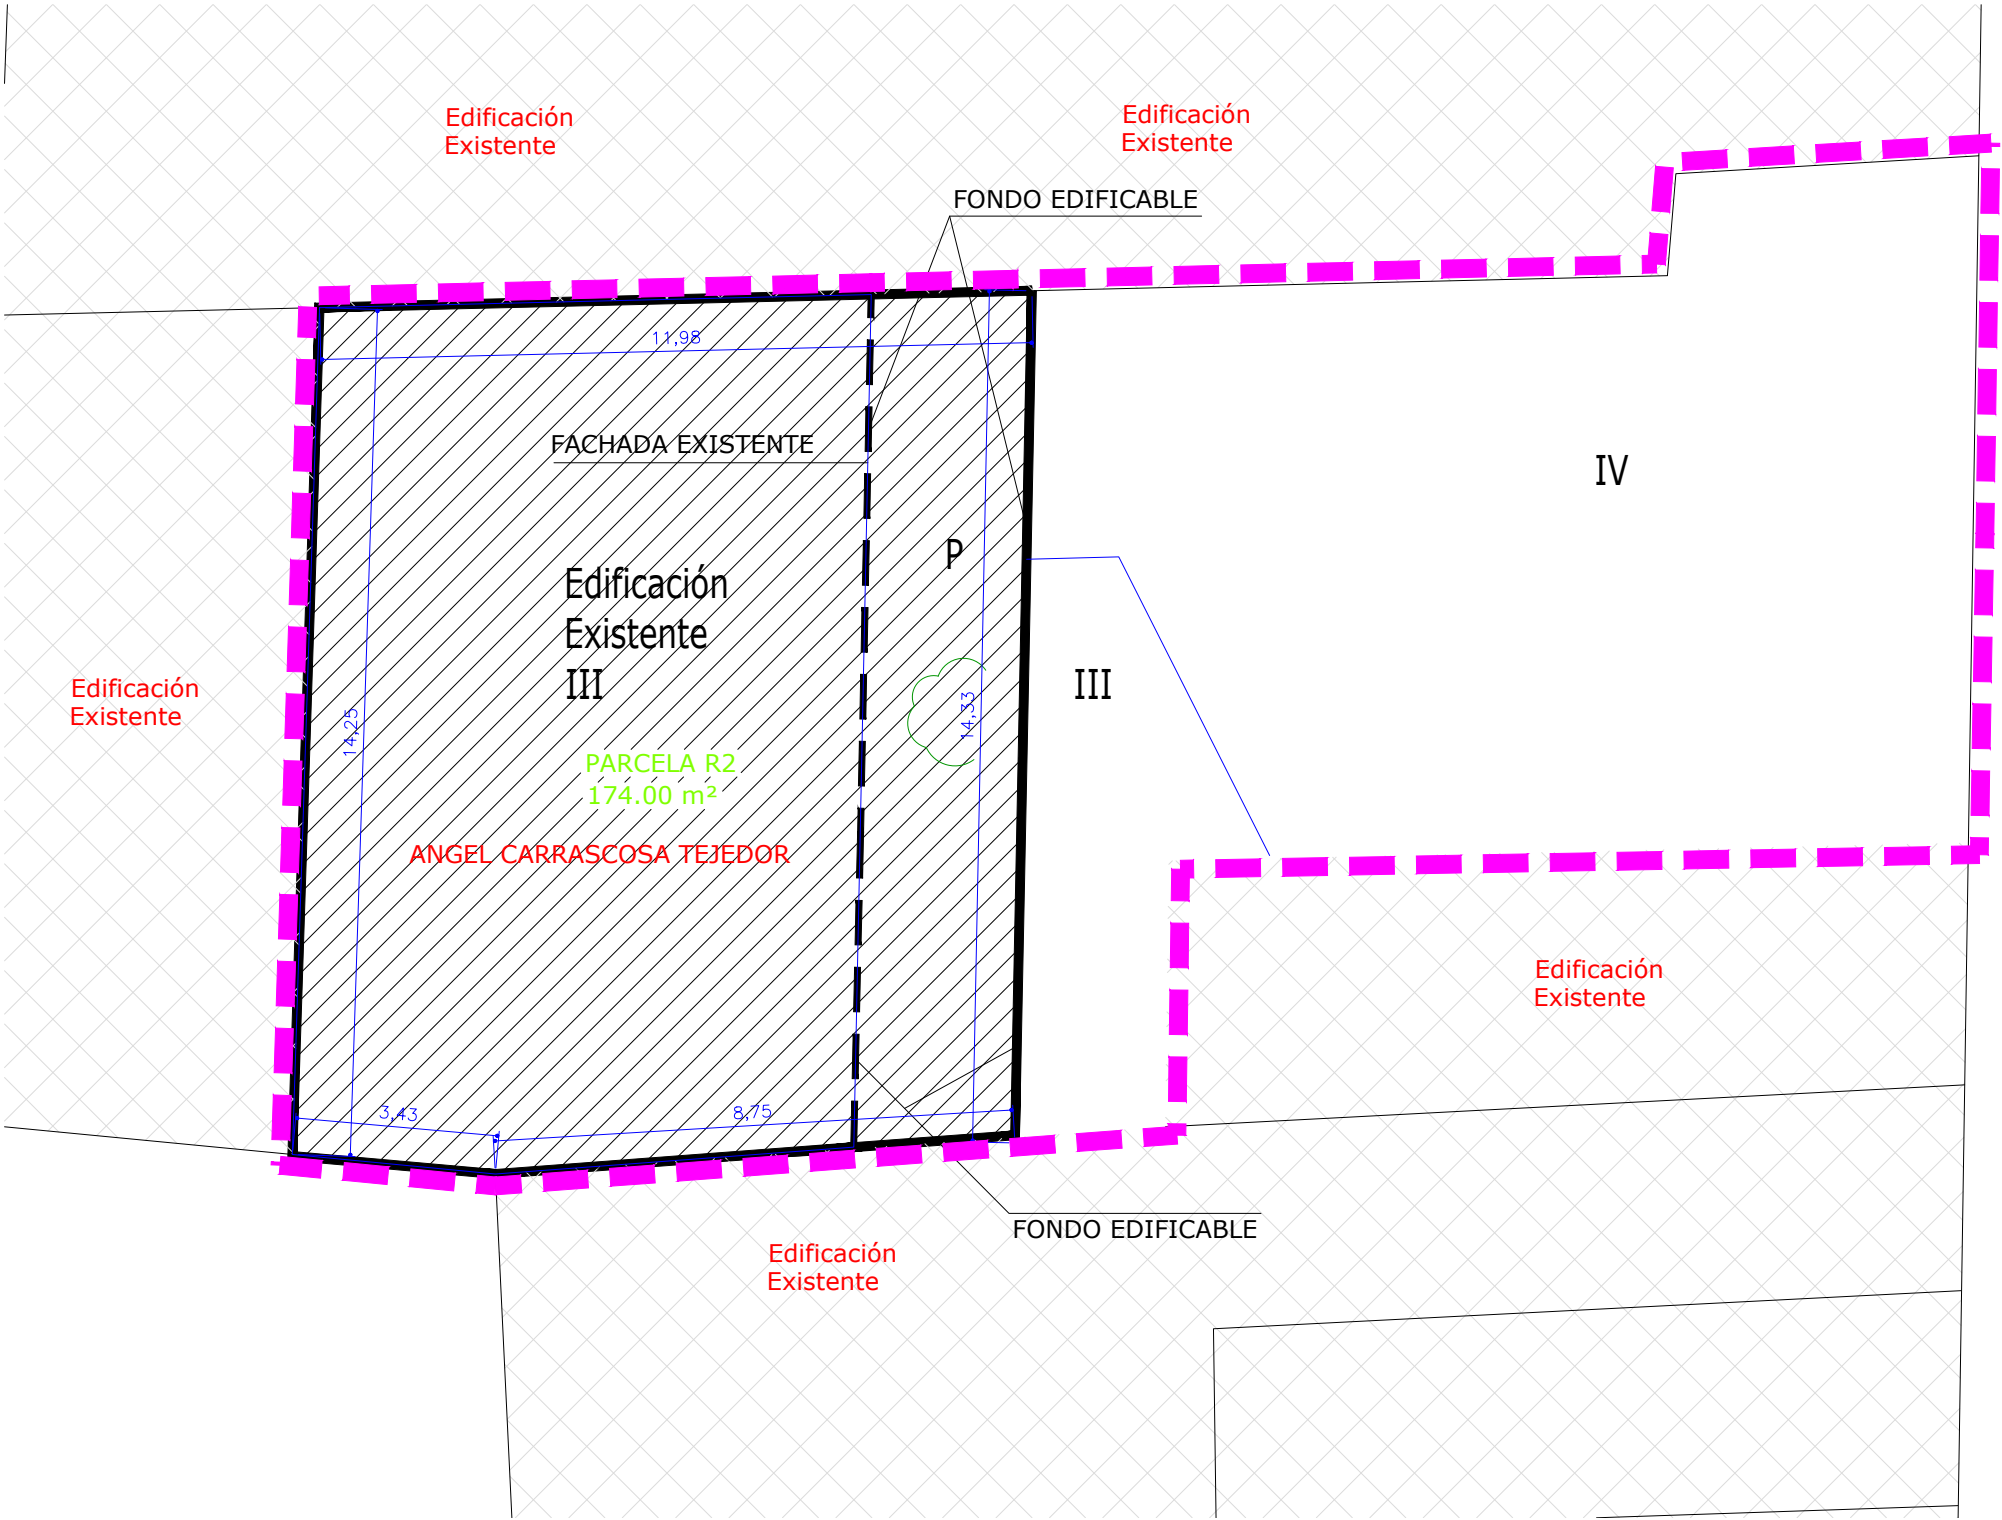 Edificación
Existente
Edificación
Existente
FONDO EDIFICABLE
11,98
FACHADA EXISTENTE
IV
P
Edificación
Existente
III
III
Edificación
Existente
14,25
14,33
PARCELA R2
174.00 m²
ANGEL CARRASCOSA TEJEDOR
Edificación
Existente
3,43
8,75
FONDO EDIFICABLE
Edificación
Existente